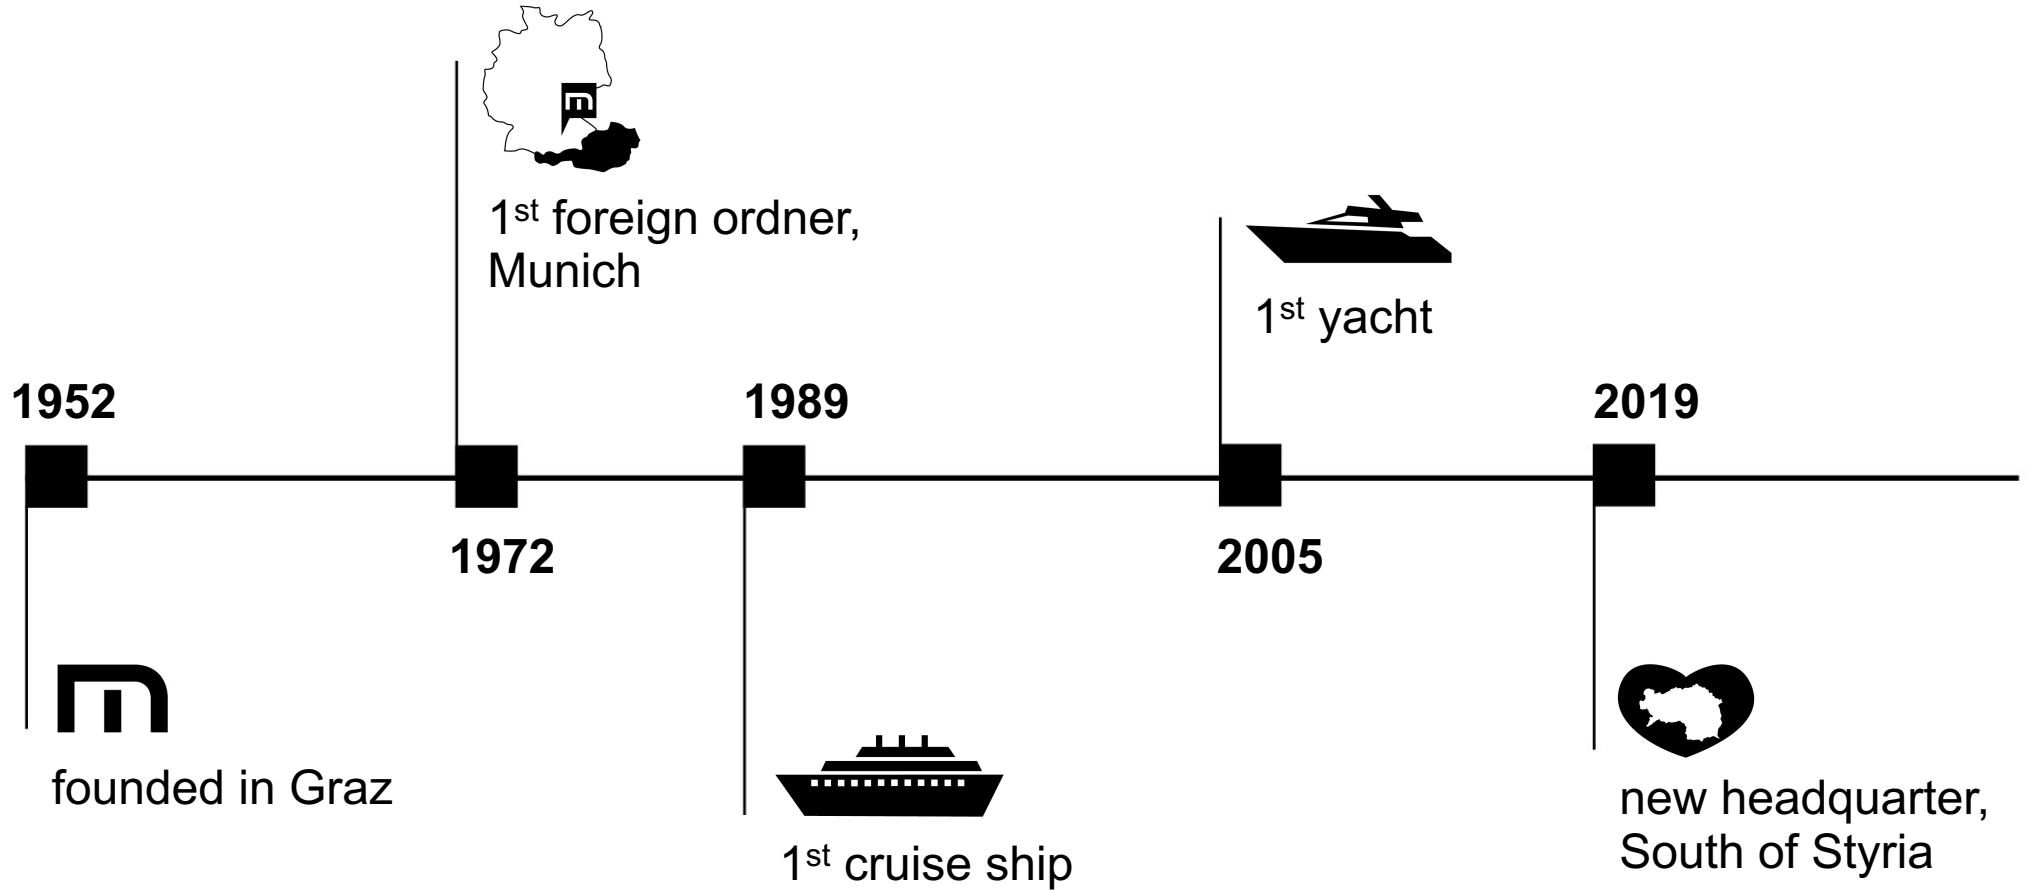 1952
founded in Graz
1st foreign ordner,
Munich
1972
1989
1st cruise ship
1st yacht
2005
2019
new headquarter,
South of Styria